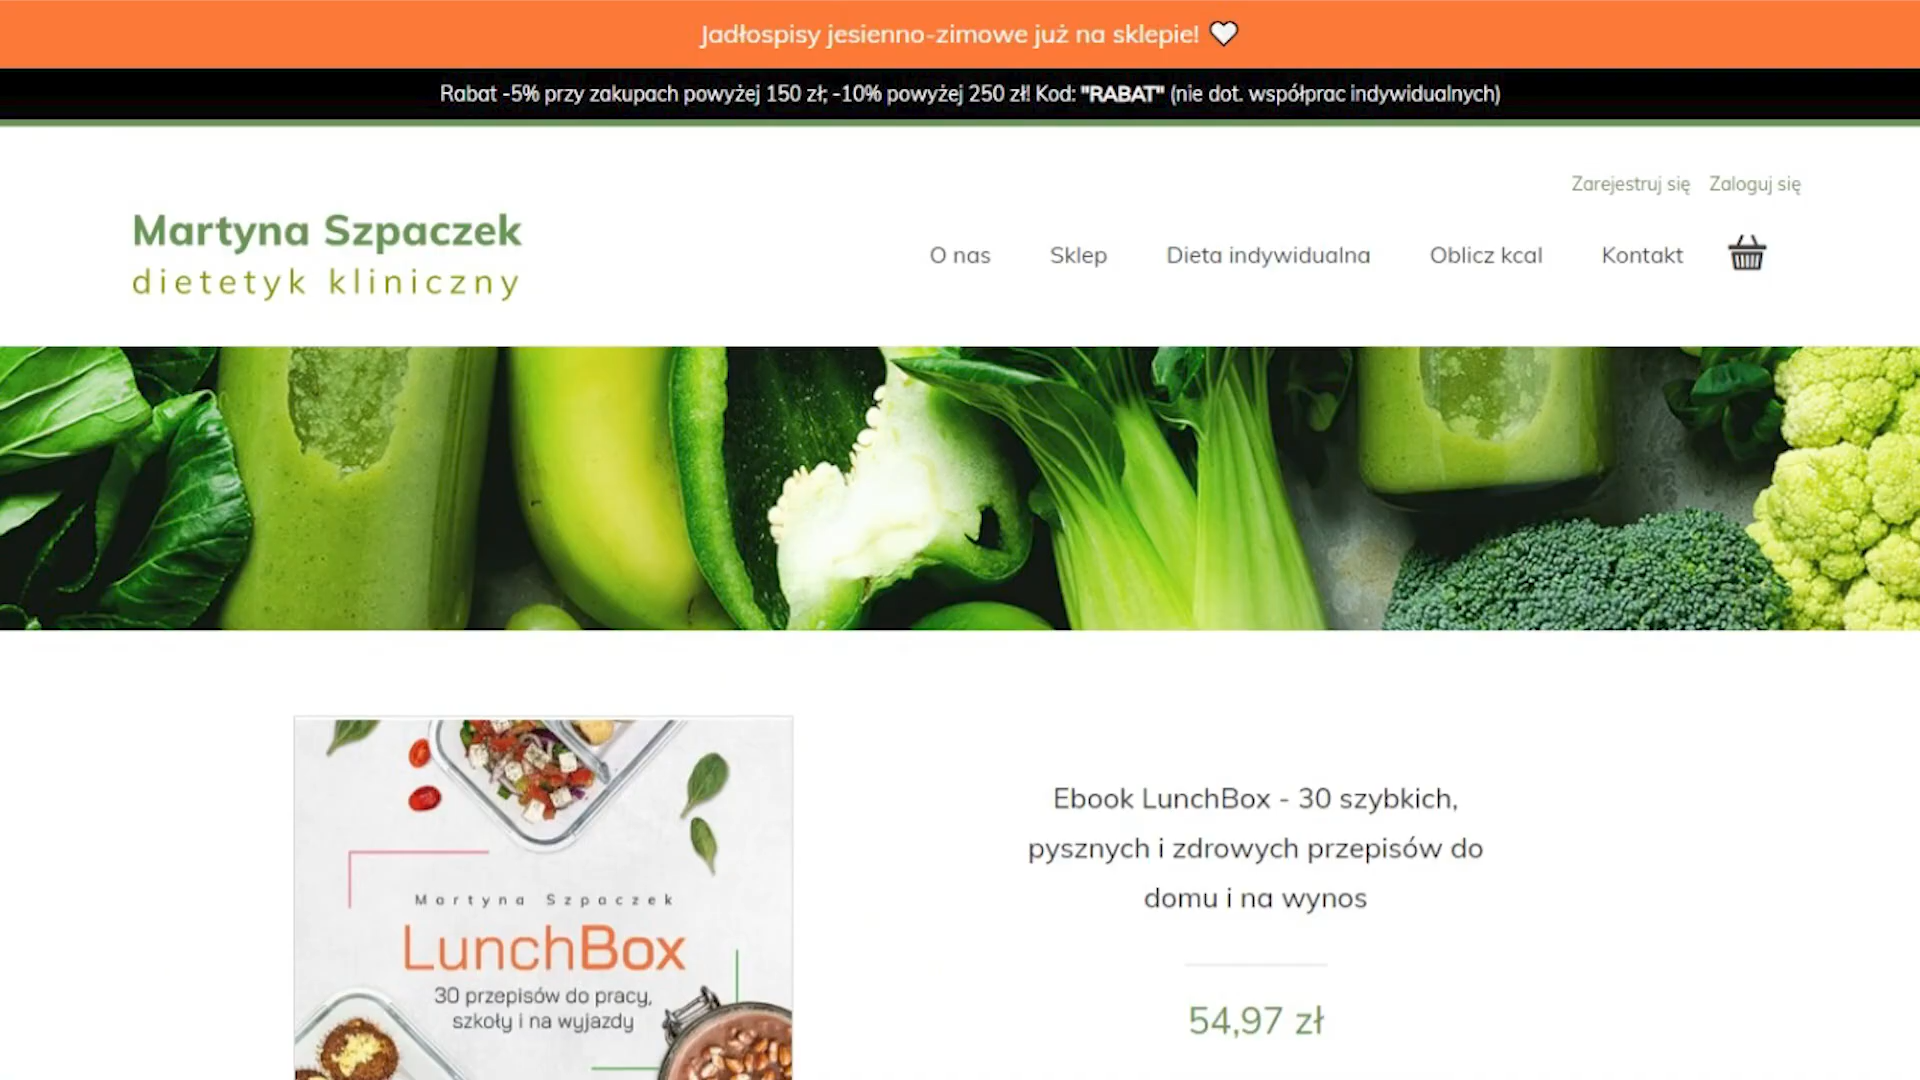 Jadłospisy jesienno-zimowe już na sklepie!
Rabat -5% przy zakupach powyżej 150 zł; -10% powyżej 250 zł! Kod: "RABAT" (nie dot. współprac indywidualnych)
Zarejestruj się Zaloguj się
Martyna Szpaczek
dietetyk kliniczny
O nas Sklep Dieta indywidualna Oblicz kcal Kontakt
Martyna Szpaczek
LunchBox
30 przepisów do pracy,
szkoły i na wyjazdy
Ebook LunchBox - 30 szybkich,
pysznych i zdrowych przepisów do
domu i na wynos
54,97 zł